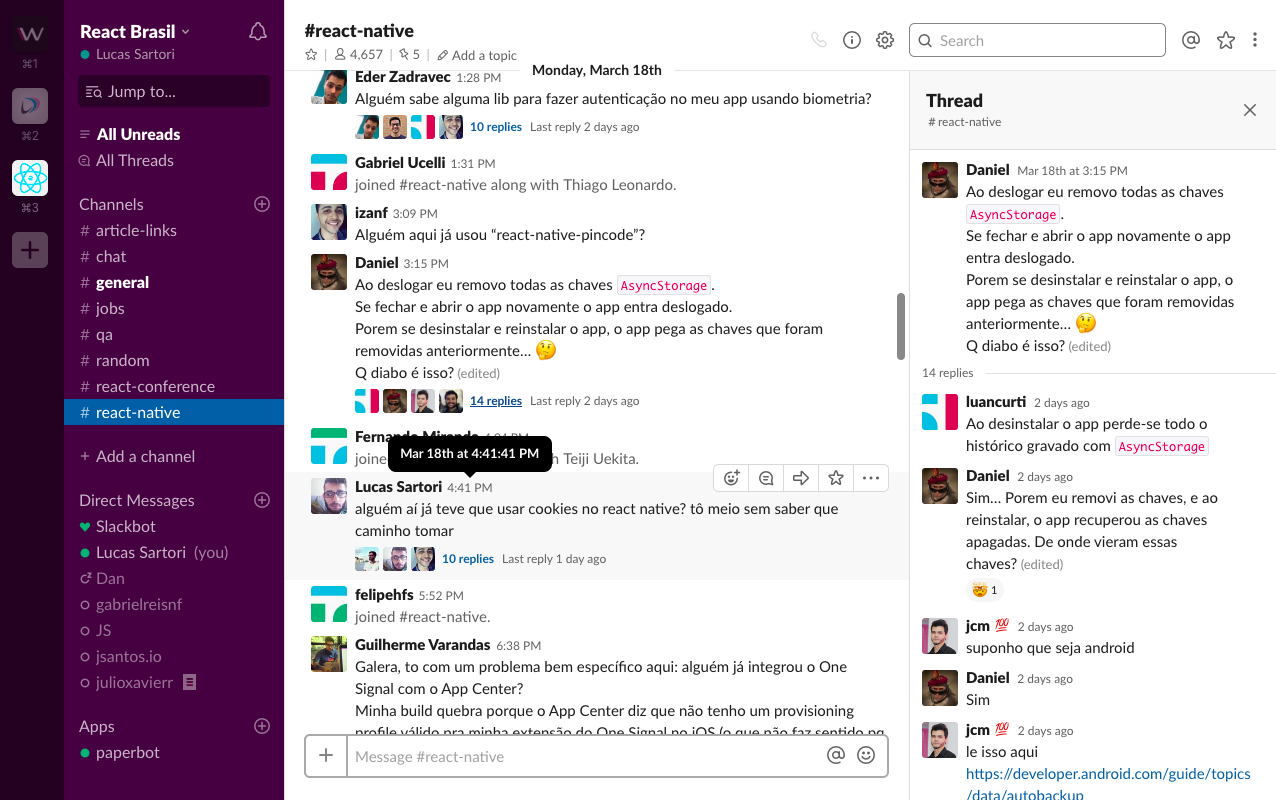 W
⌘1
⌘2
⌘3
React Brasil
Lucas Sartori
Jump to...
All Unreads
All Threads
Channels
# article-links
# chat
# general
# jobs
# qa
# random
# react-conference
# react-native
+ Add a channel
Direct Messages
Slackbot
Lucas Sartori (you)
Dan
gabrielreisnf
JS
jsantos.io
julioxavierr
Apps
paperbot
#react-native
4,657 | 5 | Add a topic
Search
Monday, March 18th
Eder Zadravec 1:28 PM
Alguém sabe alguma lib para fazer autenticação no meu app usando biometria?
10 replies Last reply 2 days ago
Gabriel Ucelli 1:31 PM
joined #react-native along with Thiago Leonardo.
izanf 3:09 PM
Alguém aqui já usou “react-native-pincode”?
Daniel 3:15 PM
Ao deslogar eu removo todas as chaves AsyncStorage.
Se fechar e abrir o app novamente o app entra deslogado.
Porem se desinstalar e reinstalar o app, o app pega as chaves que foram
removidas anteriormente... 🤔
Q diabo é isso? (edited)
14 replies Last reply 2 days ago
Mar 18th at 4:41:41 PM
Teiji Uekita.
Lucas Sartori 4:41 PM
alguém aí já teve que usar cookies no react native? tô meio sem saber que
caminho tomar
10 replies Last reply 1 day ago
felipehfs 5:52 PM
joined #react-native.
Guilherme Varandas 6:38 PM
Galera, to com um problema bem específico aqui: alguém já integrou o One
Signal com o App Center?
Minha build quebra porque o App Center diz que não tenho um provisioning
profile válido pra minha extensão do One Signal no iOS (o que não faz sentido
Message #react-native
Thread
# react-native
Daniel Mar 18th at 3:15 PM
Ao deslogar eu removo todas as chaves
AsyncStorage.
Se fechar e abrir o app novamente o app
entra deslogado.
Porem se desinstalar e reinstalar o app, o
app pega as chaves que foram removidas
anteriormente... 🤔
Q diabo é isso? (edited)
14 replies
luancurti 2 days ago
Ao desinstalar o app perde-se todo o
histórico gravado com AsyncStorage
Daniel 2 days ago
Sim... Porem eu removi as chaves, e ao
reinstalar, o app recuperou as chaves
apagadas. De onde vieram essas
chaves? (edited)
🤯 1
jcm 💯 2 days ago
suponho que seja android
Daniel 2 days ago
Sim
jcm 💯 2 days ago
le isso aqui
https://developer.android.com/guide/topics
/data/autobackup